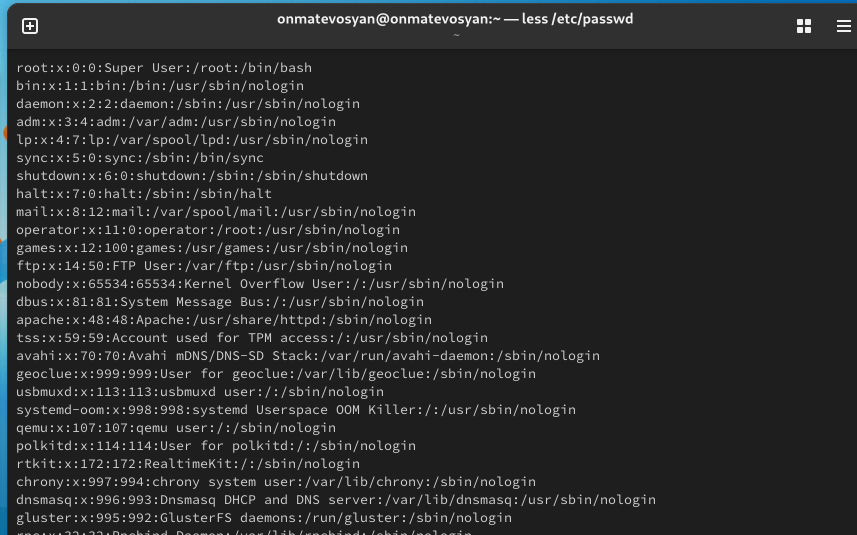 onmatevosyan@onmatevosyan:~ — less /etc/passwd
~
root:x:0:0:Super User:/root:/bin/bash
bin:x:1:1:bin:/bin:/usr/sbin/nologin
daemon:x:2:2:daemon:/sbin:/usr/sbin/nologin
adm:x:3:4:adm:/var/adm:/usr/sbin/nologin
lp:x:4:7:lp:/var/spool/lpd:/usr/sbin/nologin
sync:x:5:0:sync:/sbin:/bin/sync
shutdown:x:6:0:shutdown:/sbin:/sbin/shutdown
halt:x:7:0:halt:/sbin:/sbin/halt
mail:x:8:12:mail:/var/spool/mail:/usr/sbin/nologin
operator:x:11:0:operator:/root:/usr/sbin/nologin
games:x:12:100:games:/usr/games:/usr/sbin/nologin
ftp:x:14:50:FTP User:/var/ftp:/usr/sbin/nologin
nobody:x:65534:65534:Kernel Overflow User:/:/usr/sbin/nologin
dbus:x:81:81:System Message Bus:/:/usr/sbin/nologin
apache:x:48:48:Apache:/usr/share/httpd:/sbin/nologin
tss:x:59:59:Account used for TPM access:/:/usr/sbin/nologin
avahi:x:70:70:Avahi mDNS/DNS-SD Stack:/var/run/avahi-daemon:/sbin/nologin
geoclue:x:999:999:User for geoclue:/var/lib/geoclue:/sbin/nologin
usbmuxd:x:113:113:usbmuxd user:/:/sbin/nologin
systemd-oom:x:998:998:systemd Userspace OOM Killer:/:/usr/sbin/nologin
qemu:x:107:107:qemu user:/:/sbin/nologin
polkitd:x:114:114:User for polkitd:/:/sbin/nologin
rtkit:x:172:172:RealtimeKit:/:/sbin/nologin
chrony:x:997:994:chrony system user:/var/lib/chrony:/sbin/nologin
dnsmasq:x:996:993:Dnsmasq DHCP and DNS server:/var/lib/dnsmasq:/usr/sbin/nologin
gluster:x:995:992:GlusterFS daemons:/run/gluster:/sbin/nologin
rpc:x:32:32:Rpcbind Daemon:/var/lib/rpcbind:/sbin/nologin